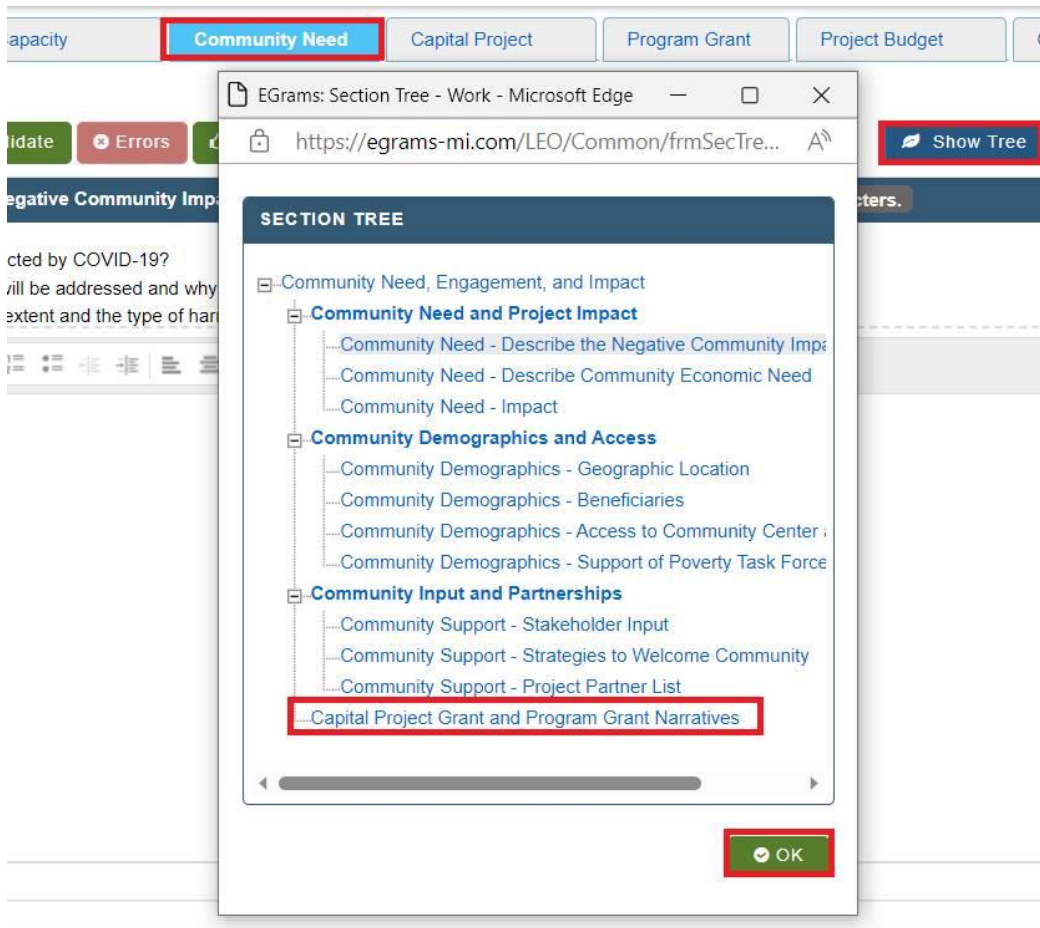 Community Need
Capital Project
Program Grant
Project Budget
EGrams: Section Tree - Work - Microsoft Edge
Errors
https://egrams-mi.com/LEO/Common/frmSecTre...
Show Tree
egative Community Imp
cters.
SECTION TREE
cted by COVID-19?
will be addressed and why
extent and the type of har
Community Need, Engagement, and Impact
Community Need and Project Impact
Community Need - Describe the Negative Community Impa
Community Need - Describe Community Economic Need
Community Need - Impact
Community Demographics and Access
Community Demographics - Geographic Location
Community Demographics - Beneficiaries
Community Demographics - Access to Community Center
Community Demographics - Support of Poverty Task Force
Community Input and Partnerships
Community Support - Stakeholder Input
Community Support - Strategies to Welcome Community
Community Support - Project Partner List
Capital Project Grant and Program Grant Narratives
OK